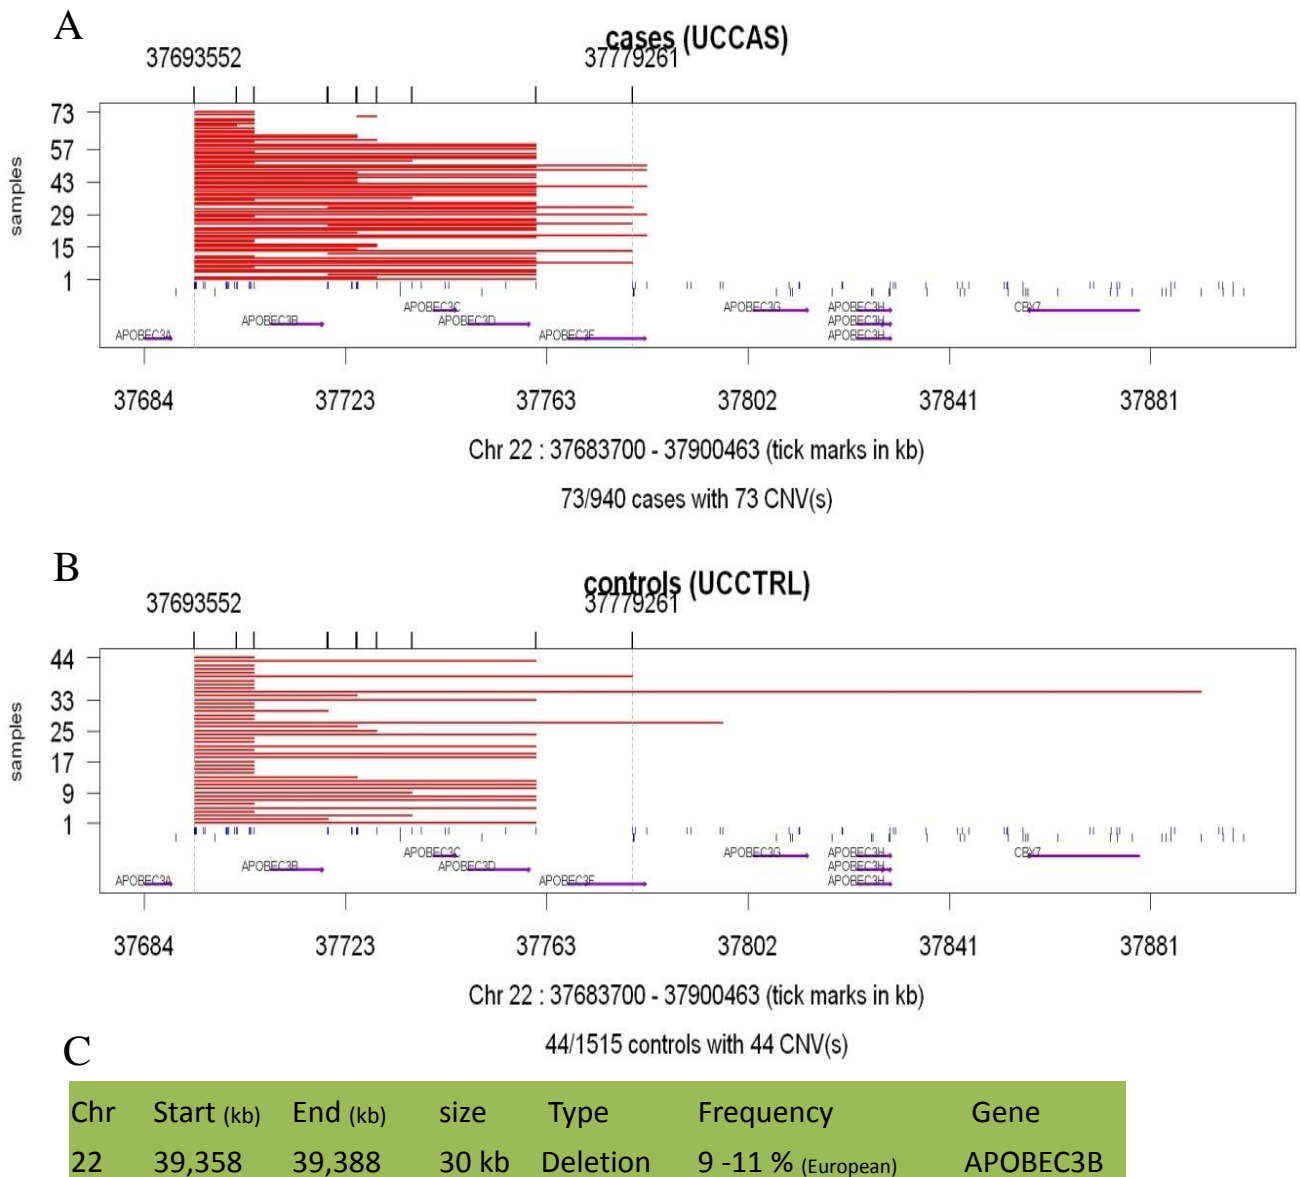 A
cases (UCCAS)
37693552 37779261
samples
73
57
43
29
15
1
APOBEC3C APOBEC3G APOBEC3H CBX7
APOBEC3B APOBEC3D APOBEC3H
APOBEC3A APOBEC3F APOBEC3H
37684 37723 37763 37802 37841 37881
Chr 22 : 37683700 - 37900463 (tick marks in kb)
73/940 cases with 73 CNV(s)
B
controls (UCCTRL)
37693552 37779261
samples
44
33
25
17
9
1
APOBEC3C APOBEC3G APOBEC3H CBX7
APOBEC3B APOBEC3D APOBEC3H
APOBEC3A APOBEC3F APOBEC3H
37684 37723 37763 37802 37841 37881
Chr 22 : 37683700 - 37900463 (tick marks in kb)
44/1515 controls with 44 CNV(s)
C
Chr Start (kb) End (kb) size Type Frequency Gene
22 39,358 39,388 30 kb Deletion 9 -11 % (European) APOBEC3B